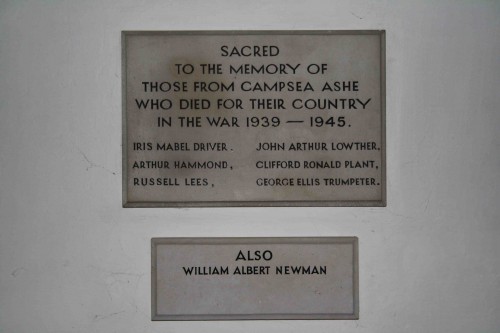 SACRED
TO THE MEMORY OF
THOSE FROM CAMPSEA ASHE
WHO DIED FOR THEIR COUNTRY
IN THE WAR 1939 — 1945.
IRIS MABEL DRIVER. JOHN ARTHUR LOWTHER,
ARTHUR HAMMOND, CLIFFORD RONALD PLANT,
RUSSELL LEES, GEORGE ELLIS TRUMPETER.
ALSO
WILLIAM ALBERT NEWMAN